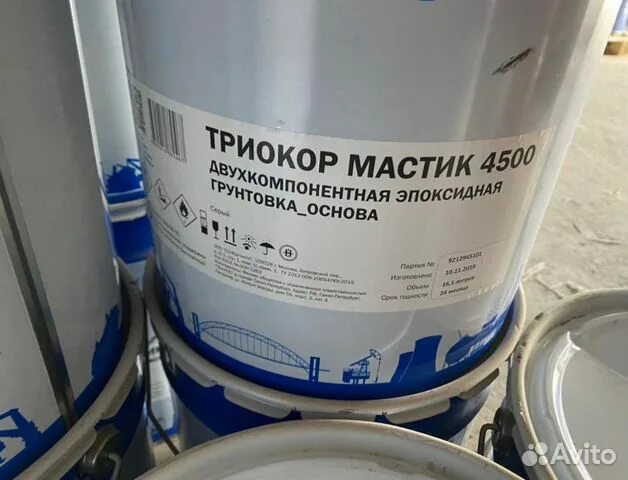 ТРИОКОР МАСТИК 4500
ДВУХКОМПОНЕНТНАЯ ЭПОКСИДНАЯ
ГРУНТОВКА_ОСНОВА
Серый
Партия № 9212945101
Изготовлено 10.11.2019
Объем 16,5 литров
Срок годности 24 месяца
Avito